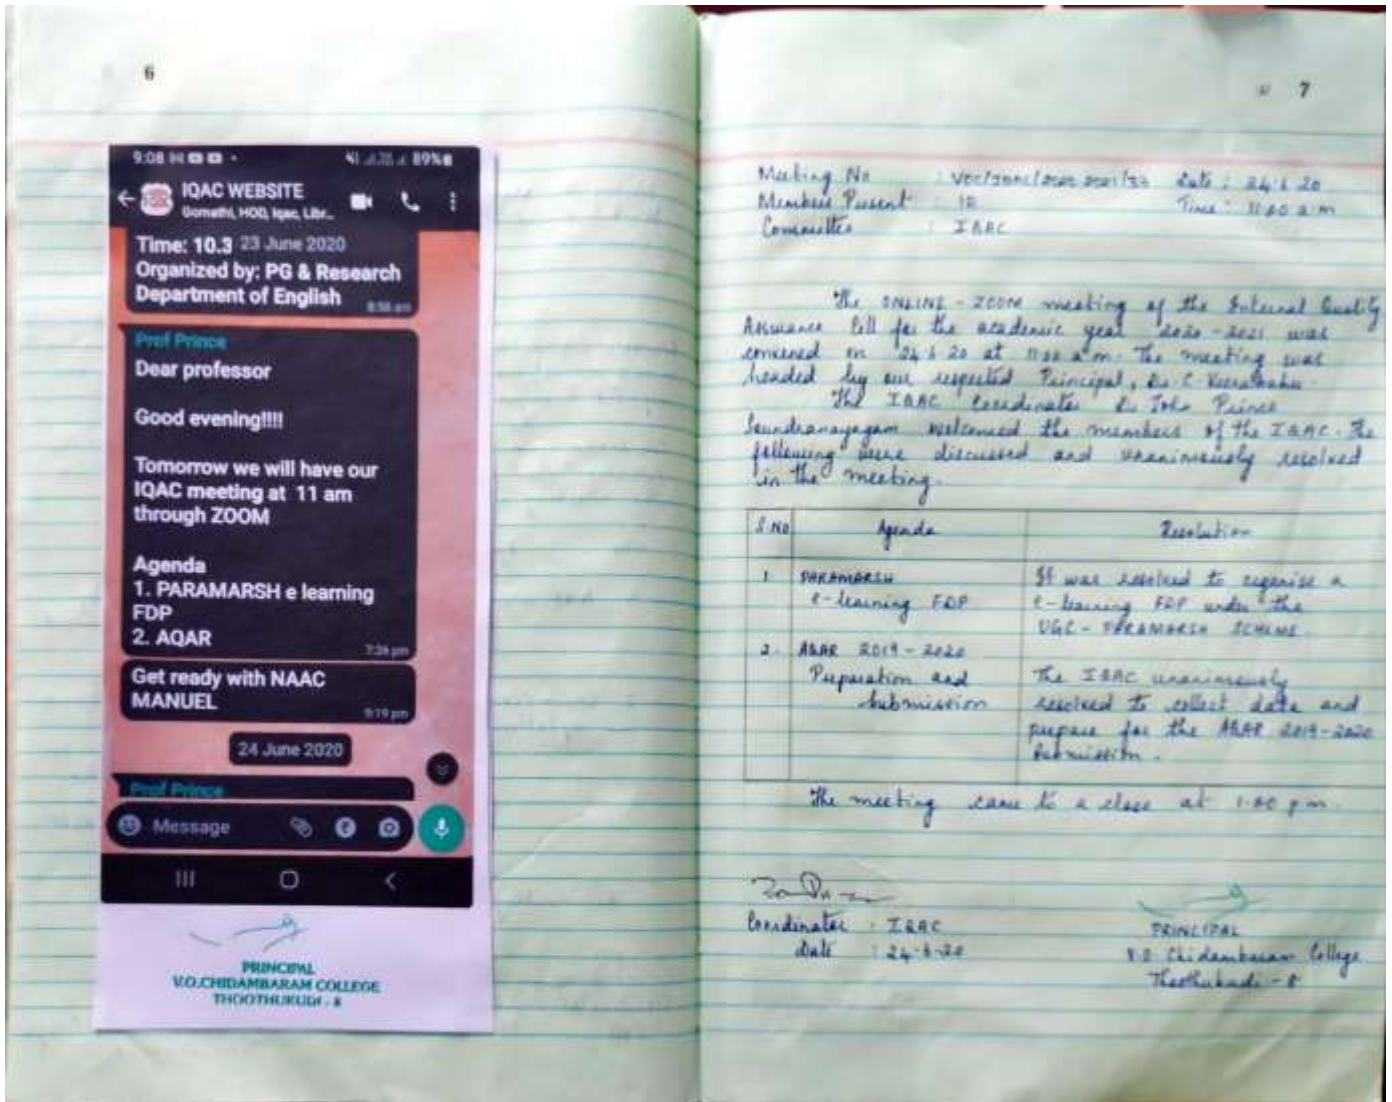 6
9:08
89%
IQAC WEBSITE
Gomathi, HOD, Iqac, Libr...
Time: 10.3 23 June 2020
Organized by: PG & Research
Department of English
8:58 am
Prof Prince
Dear professor
Good evening!!!!
Tomorrow we will have our
IQAC meeting at 11 am
through ZOOM
Agenda
1. PARAMARSH e learning
FDP
2. AQAR
7:26 pm
Get ready with NAAC
MANUEL
9:19 pm
24 June 2020
Prof Prince
Message
PRINCIPAL
V.O.CHIDAMBARAM COLLEGE
THOOTHUKUDI - 8
7
Meeting No : Date : 24.6.20
Members Present : 12 Time : 11.00 a.m
Committee : IQAC
The ONLINE - ZOOM meeting of the Internal Quality
Assurance Cell for the academic year 2020-2021 was
convened on 24.6.20 at 11.00 a.m. The meeting was
headed by our respected Principal, Dr. C.
The IQAC Coordinator Dr. John Prince
Soundranayagam welcomed the members of the IQAC. The
following were discussed and unanimously resolved
in the meeting.
S.No Agenda Resolution
1. PARAMARSH It was resolved to organise a
e-learning FDP e-learning FDP under the
UGC - PARAMARSH SCHEME.
2. AQAR 2019-2020
Preparation and The IQAC unanimously
submission resolved to collect data and
prepare for the AQAR 2019-2020
submission.
The meeting came to a close at 1.00 p.m.
Coordinator : IQAC PRINCIPAL
Date : 24.6.20 V.O. Chidambaram College
Thoothukudi - 8